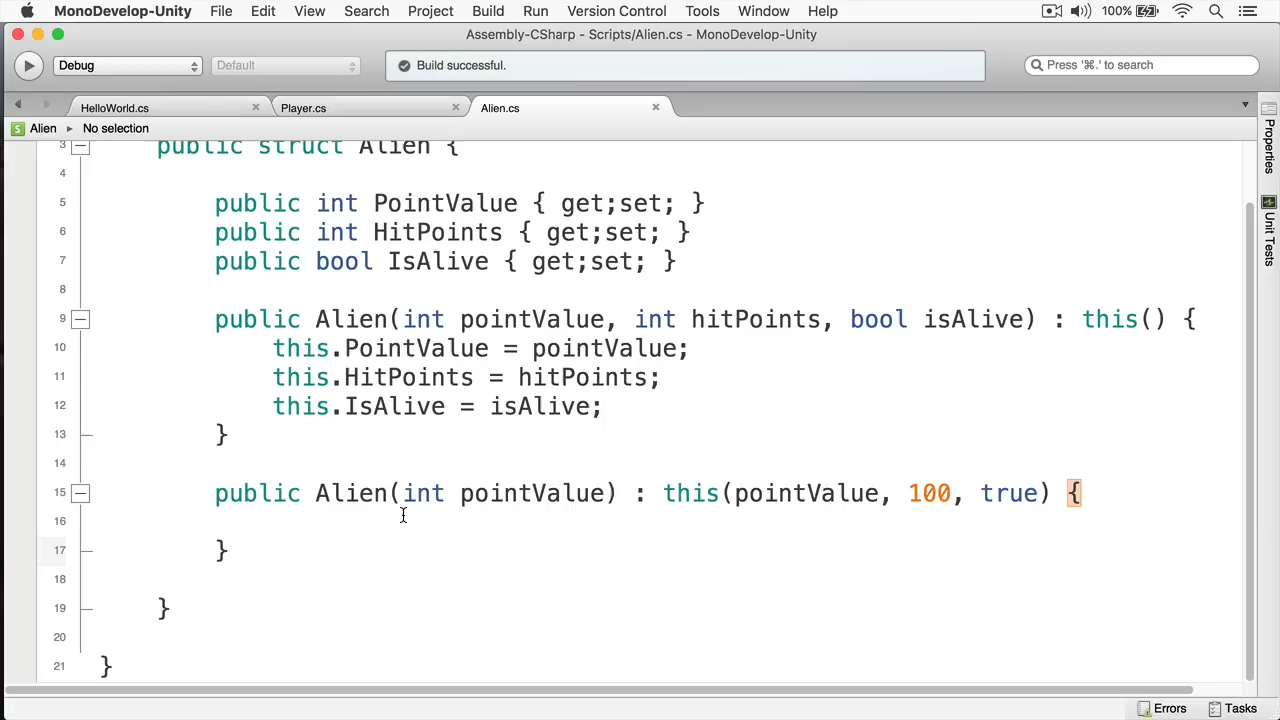 MonoDevelop-Unity File Edit View Search Project Build Run Version Control Tools Window Help 100%
Assembly-CSharp - Scripts/Alien.cs - MonoDevelop-Unity
Debug Default Build successful. Press '⌘.' to search
HelloWorld.cs Player.cs Alien.cs
Alien No selection
3 public struct Alien {
4
5 public int PointValue { get;set; }
6 public int HitPoints { get;set; }
7 public bool IsAlive { get;set; }
8
9 public Alien(int pointValue, int hitPoints, bool isAlive) : this() {
10 this.PointValue = pointValue;
11 this.HitPoints = hitPoints;
12 this.IsAlive = isAlive;
13 }
14
15 public Alien(int pointValue) : this(pointValue, 100, true) {
16
17 }
18
19 }
20
21 }
Properties
Unit Tests
Errors Tasks